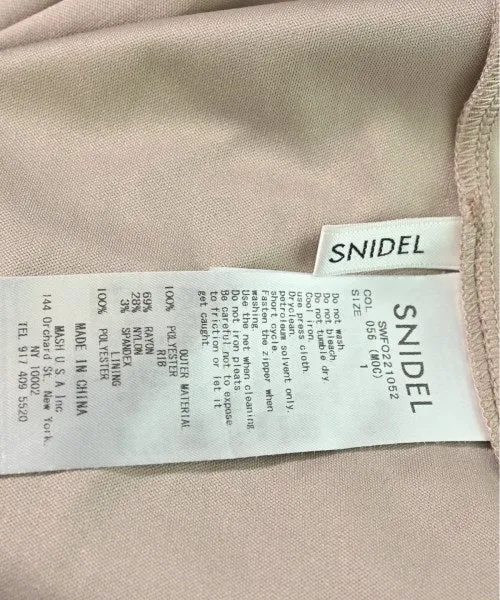 SNIDEL
SNIDEL
SWFO221052
COL 056 (MOC)
SIZE 1
Do not wash
Do not bleach
Do not tumble dry
Cool iron.
use press cloth
Dryclean.
petroleum solvent only.
short cycle
Fasten the zipper when
washing.
Use the net when cleaning
Do not iron pleats
Be careful not to expose
to friction or let it
get caught.
OUTER MATERIAL
100% POLYESTER
RIB
69% RAYON
28% NYLON
3% SPANDEX
LINING
100% POLYESTER
MADE IN CHINA
MASH U S A Inc
144 Orchard St. New York.
NY 10002
TEL 917 409 5520